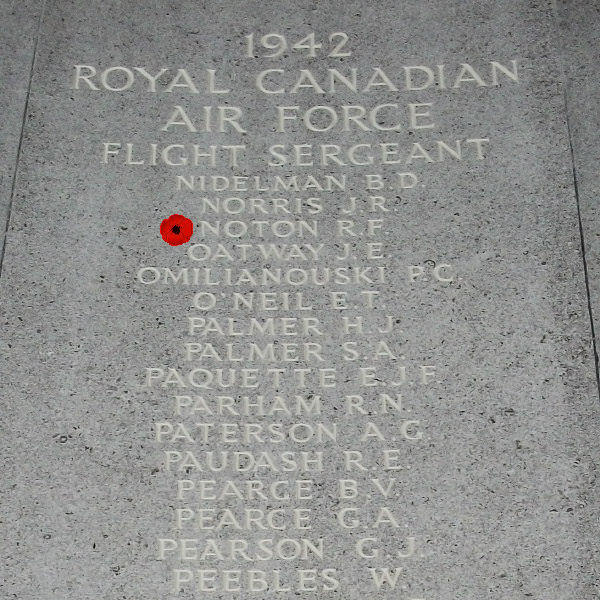 1942
ROYAL CANADIAN
AIR FORCE
FLIGHT SERGEANT
NIDELMAN B.D.
NORRIS J.R.
NOTON R.F.
OATWAY J.E.
OMILIANOUSKI P.C.
O'NEIL E.T.
PALMER H.J.
PALMER S.A.
PAQUETTE E.J.F.
PARHAM R.N.
PATERSON A.G.
PAUDASH R.E.
PEARCE B.V.
PEARCE G.A.
PEARSON G.J.
PEEBLES W.